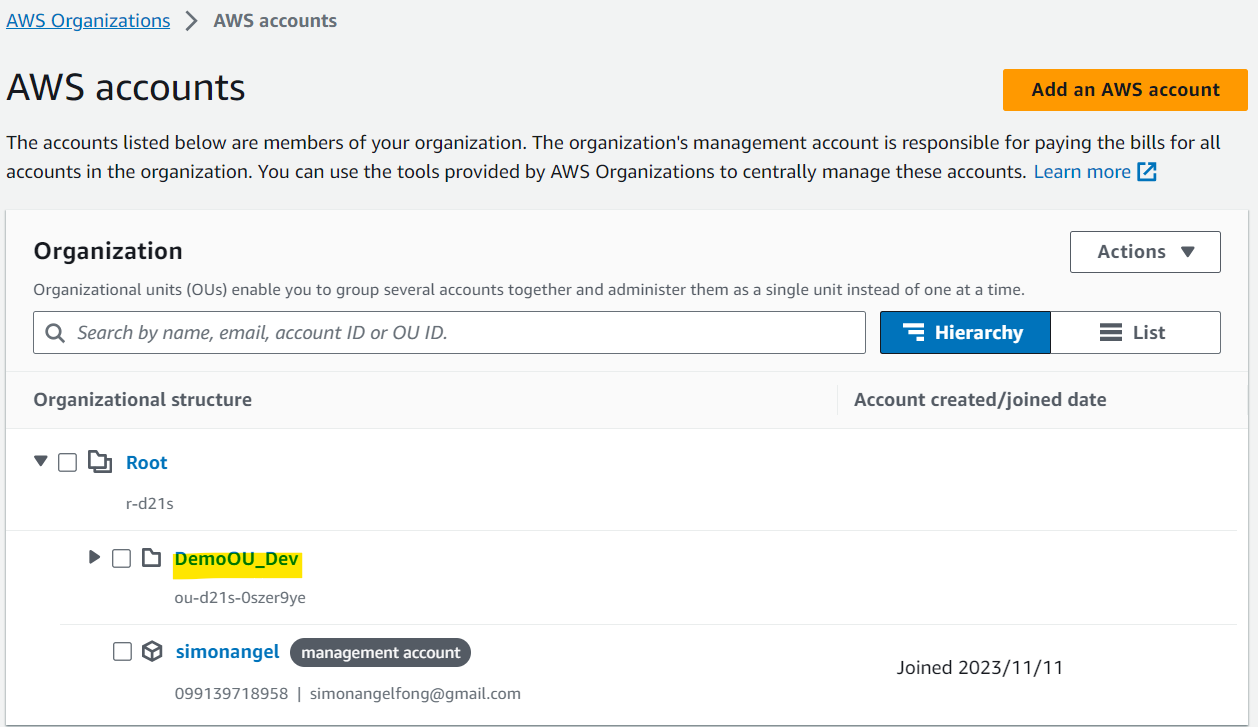 AWS Organizations > AWS accounts
AWS accounts
Add an AWS account
The accounts listed below are members of your organization. The organization's management account is responsible for paying the bills for all
accounts in the organization. You can use the tools provided by AWS Organizations to centrally manage these accounts. Learn more
Organization
Actions
Organizational units (OUs) enable you to group several accounts together and administer them as a single unit instead of one at a time.
Search by name, email, account ID or OU ID.
Hierarchy
List
Organizational structure
Account created/joined date
Root
r-d21s
DemoOU_Dev
ou-d21s-0szer9ye
simonangel management account
Joined 2023/11/11
099139718958 | simonangelfong@gmail.com